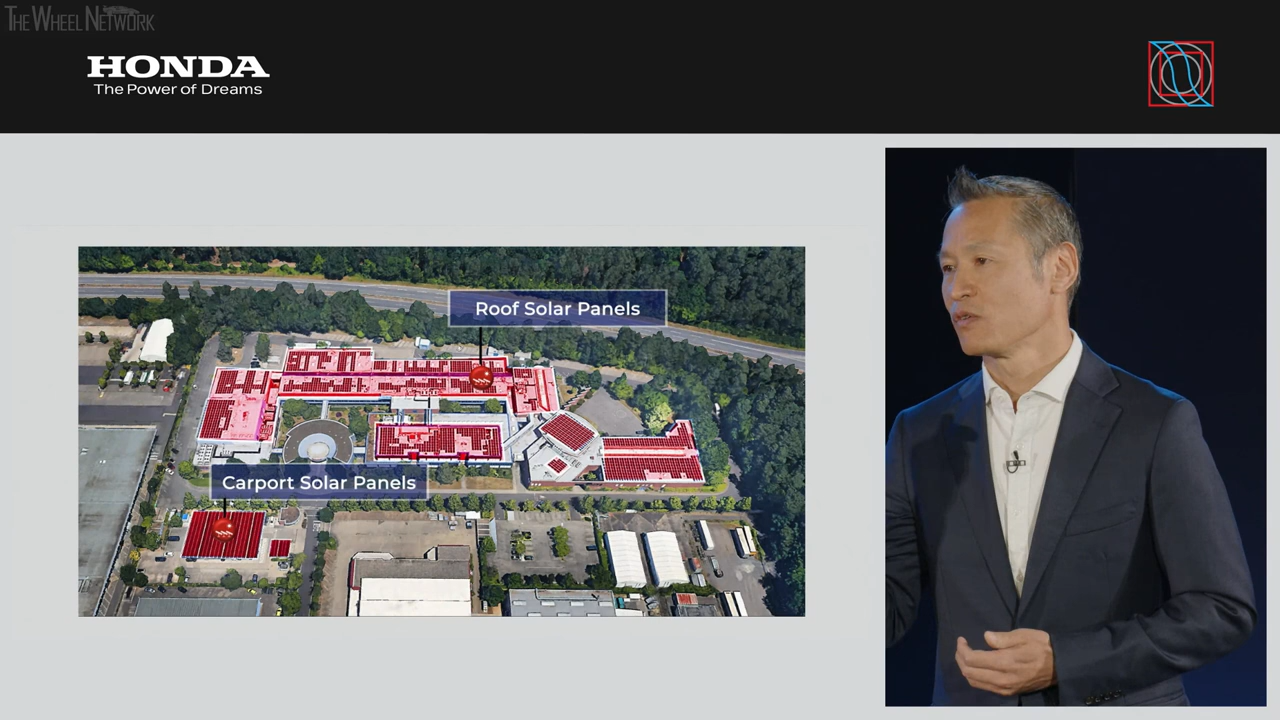 THE WHEEL NETWORK
HONDA
The Power of Dreams
Roof Solar Panels
Carport Solar Panels